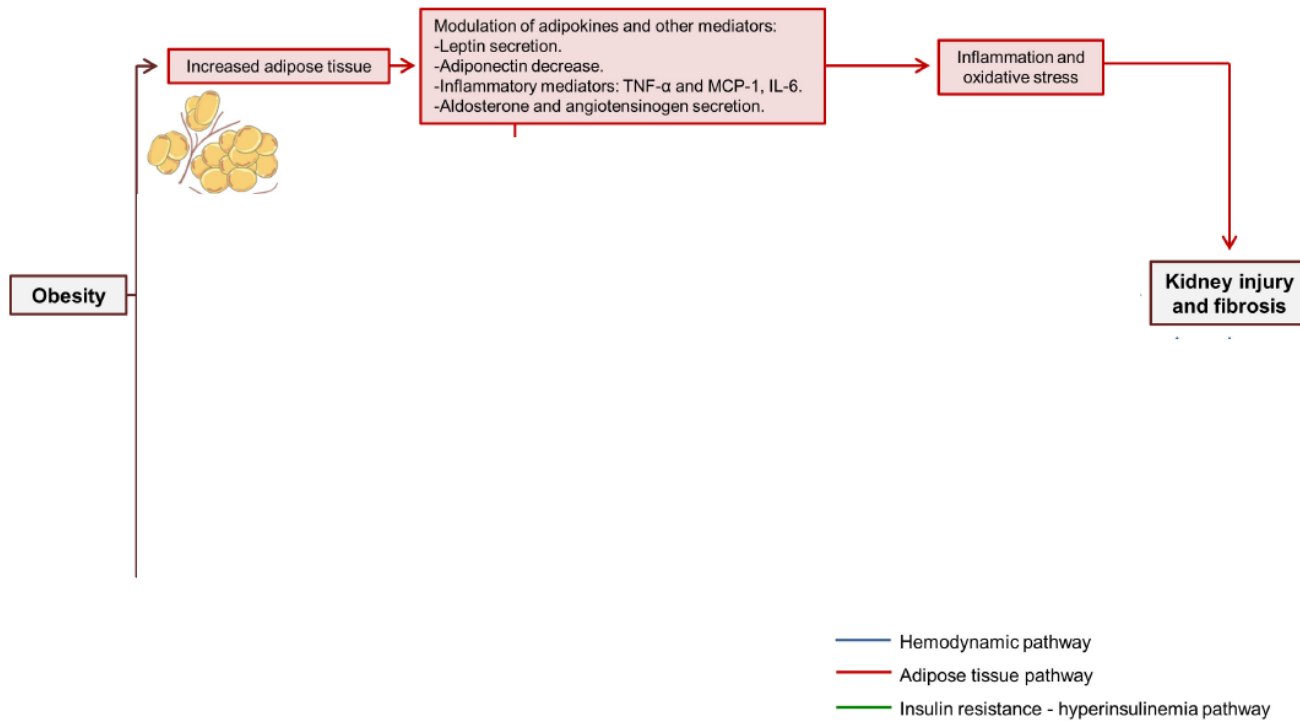 Modulation of adipokines and other mediators:
-Leptin secretion.
-Adiponectin decrease.
-Inflammatory mediators: TNF-α and MCP-1, IL-6.
-Aldosterone and angiotensinogen secretion.
Increased adipose tissue
Inflammation and
oxidative stress
Obesity
Kidney injury
and fibrosis
Hemodynamic pathway
Adipose tissue pathway
Insulin resistance - hyperinsulinemia pathway